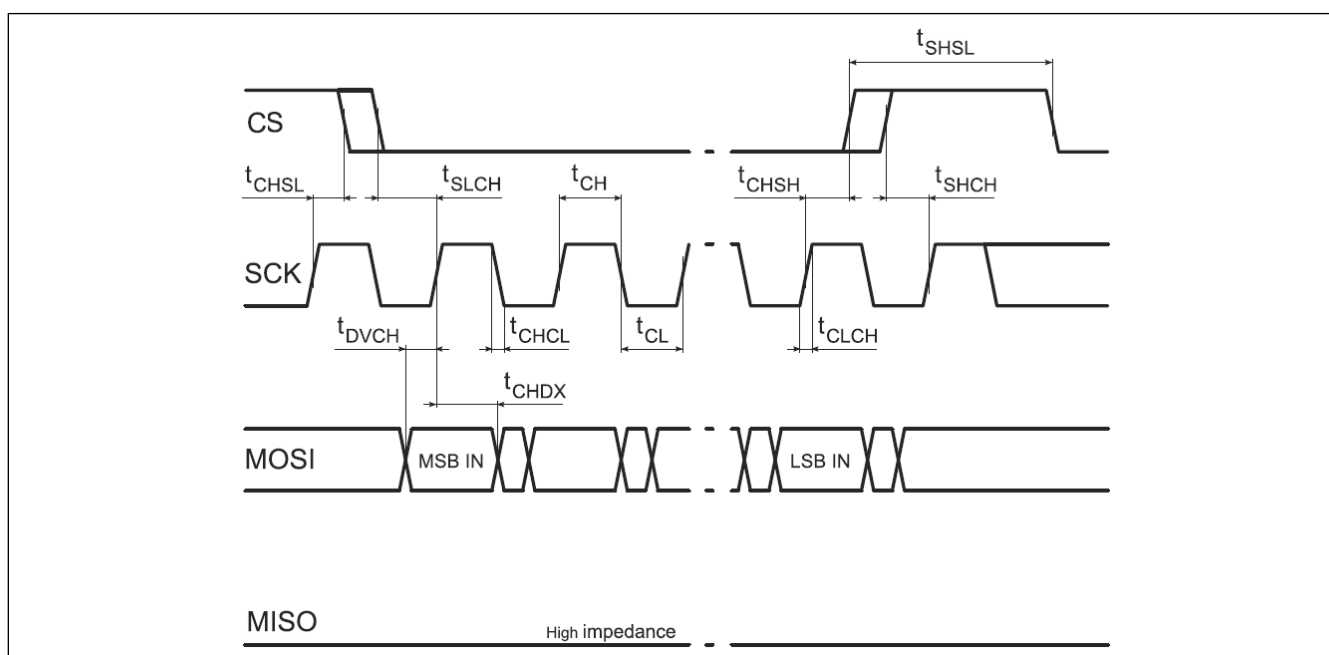 tSHSL
CS
tCHSL tSLCH tCH tCHSH tSHCH
SCK
tDVCH tCHCL tCL tCLCH
tCHDX
MOSI MSB IN LSB IN
MISO High impedance